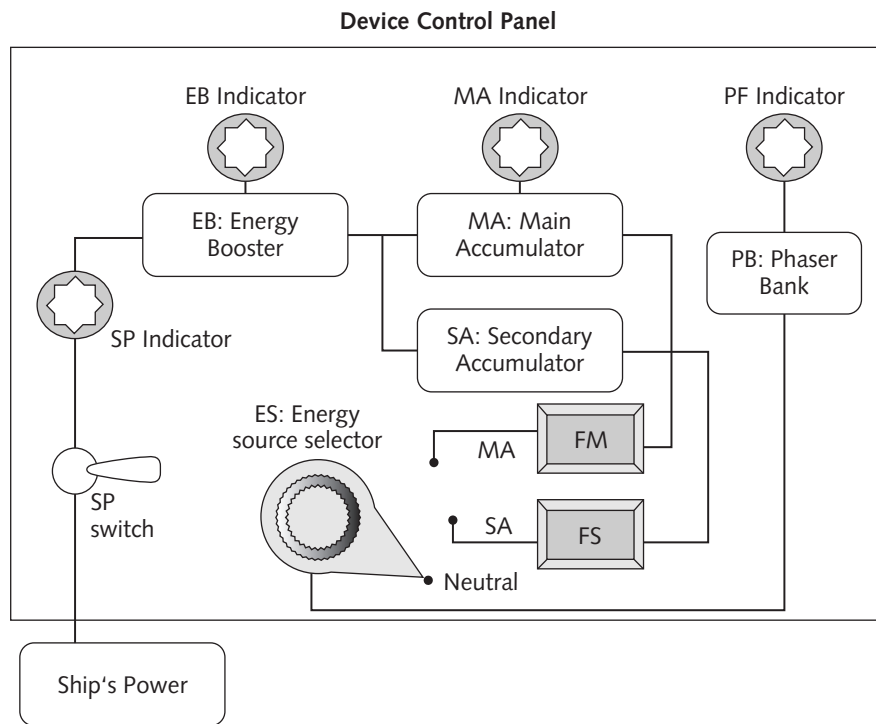 Device Control Panel
EB Indicator
MA Indicator
PF Indicator
EB: Energy
Booster
MA: Main
Accumulator
PB: Phaser
Bank
SP Indicator
SA: Secondary
Accumulator
ES: Energy
source selector
MA
FM
SP
switch
SA
FS
Neutral
Ship's Power